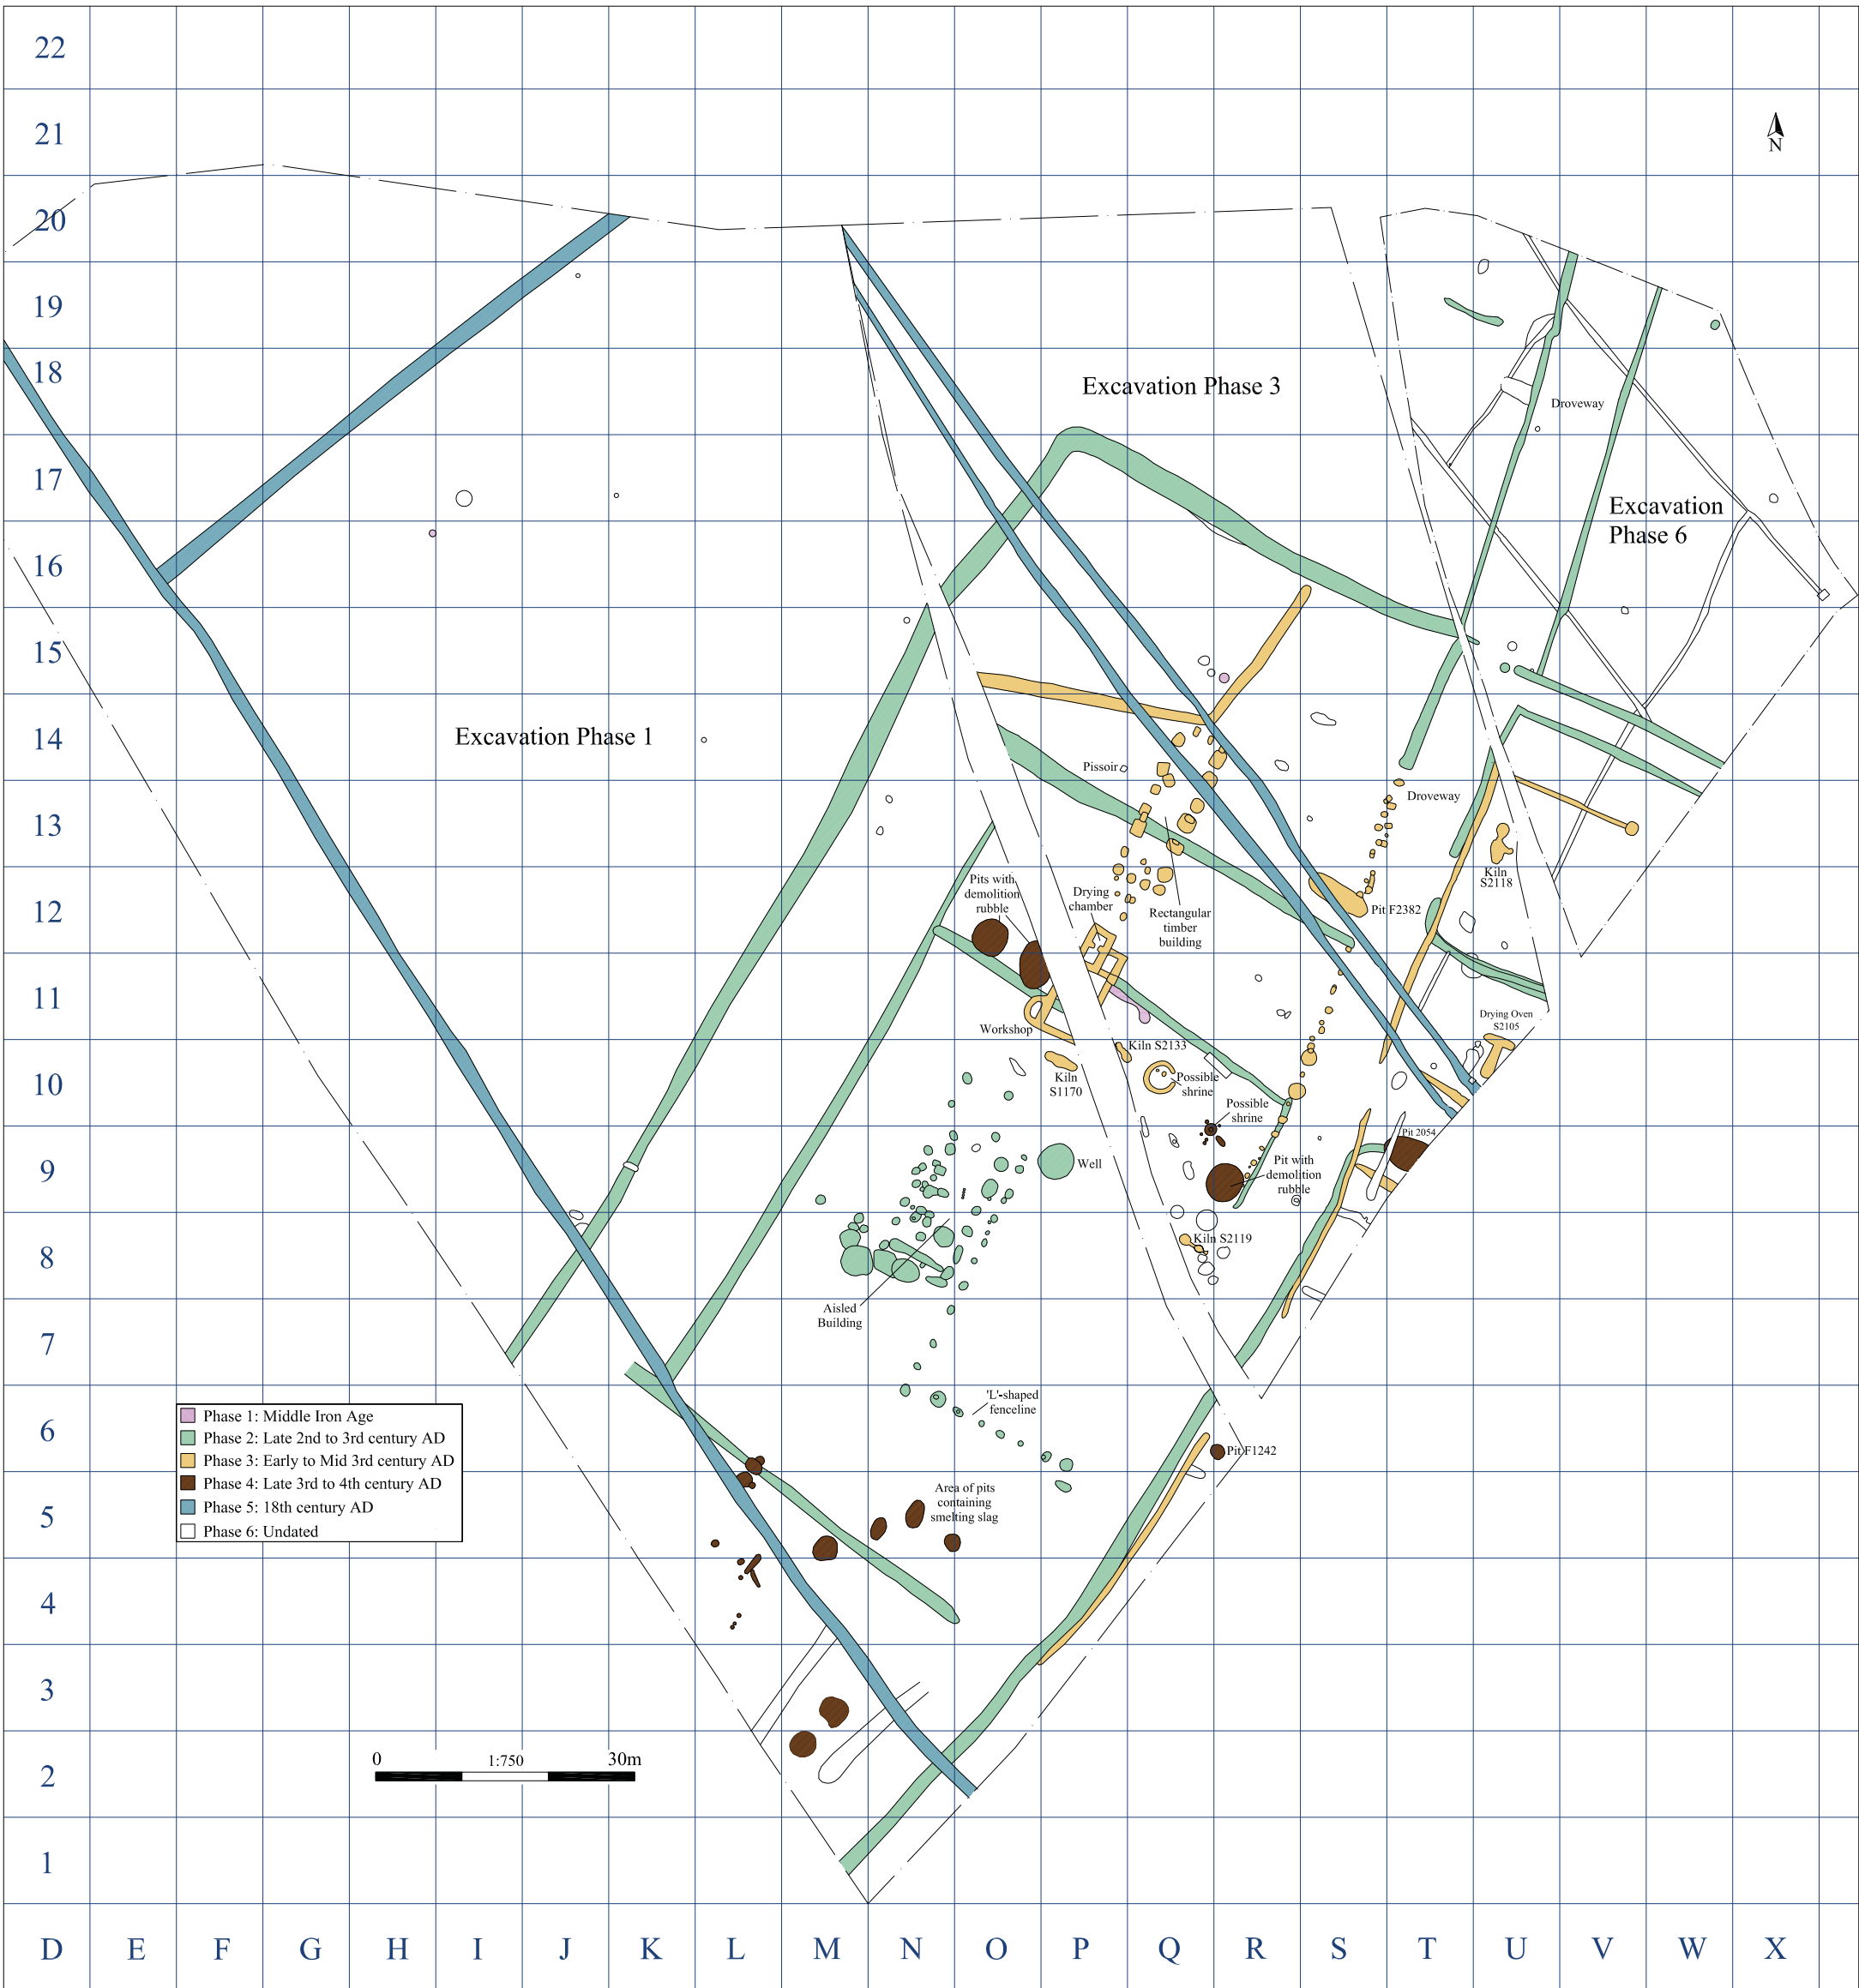 22
21
N
20
19
18
Excavation Phase 3
Droveway
17
Excavation
Phase 6
16
15
14
Excavation Phase 1
Pissoir
13
Droveway
Kiln
S2118
12
Pits with
demolition
rubble
Drying
chamber
Rectangular
timber
building
Pit F2382
11
Workshop
Drying Oven
S2105
10
Kiln S2133
Kiln
S1170
Possible
shrine
Possible
shrine
9
Well
Pit with
demolition
rubble
Pit 2054
8
Kiln S2119
Aisled
Building
7
6
'L'-shaped
fenceline
Pit F1242
Phase 1: Middle Iron Age
Phase 2: Late 2nd to 3rd century AD
Phase 3: Early to Mid 3rd century AD
Phase 4: Late 3rd to 4th century AD
Phase 5: 18th century AD
Phase 6: Undated
5
Area of pits
containing
smelting slag
4
3
2
0 1:750 30m
1
D E F G H I J K L M N O P Q R S T U V W X